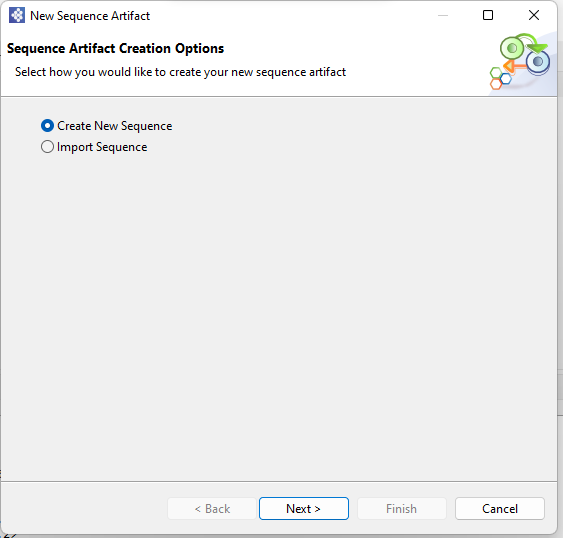 New Sequence Artifact
Sequence Artifact Creation Options
Select how you would like to create your new sequence artifact
Create New Sequence
Import Sequence
< Back
Next >
Finish
Cancel